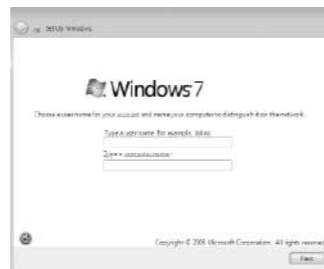 Set Up Windows
Windows 7
Choose a user name for your account and name your computer to distinguish it on the network.
Type a user name (for example, John):
Type a computer name:
Copyright © 2009 Microsoft Corporation. All rights reserved
Next